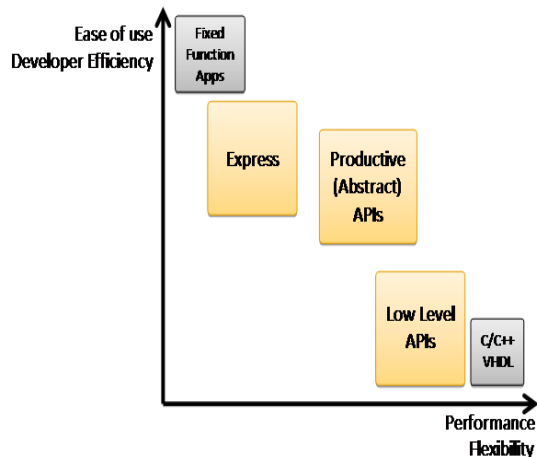 Ease of use
Developer Efficiency
Fixed
Function
Apps
Express
Productive
(Abstract)
APIs
Low Level
APIs
C/C++
VHDL
Performance
Flexibility